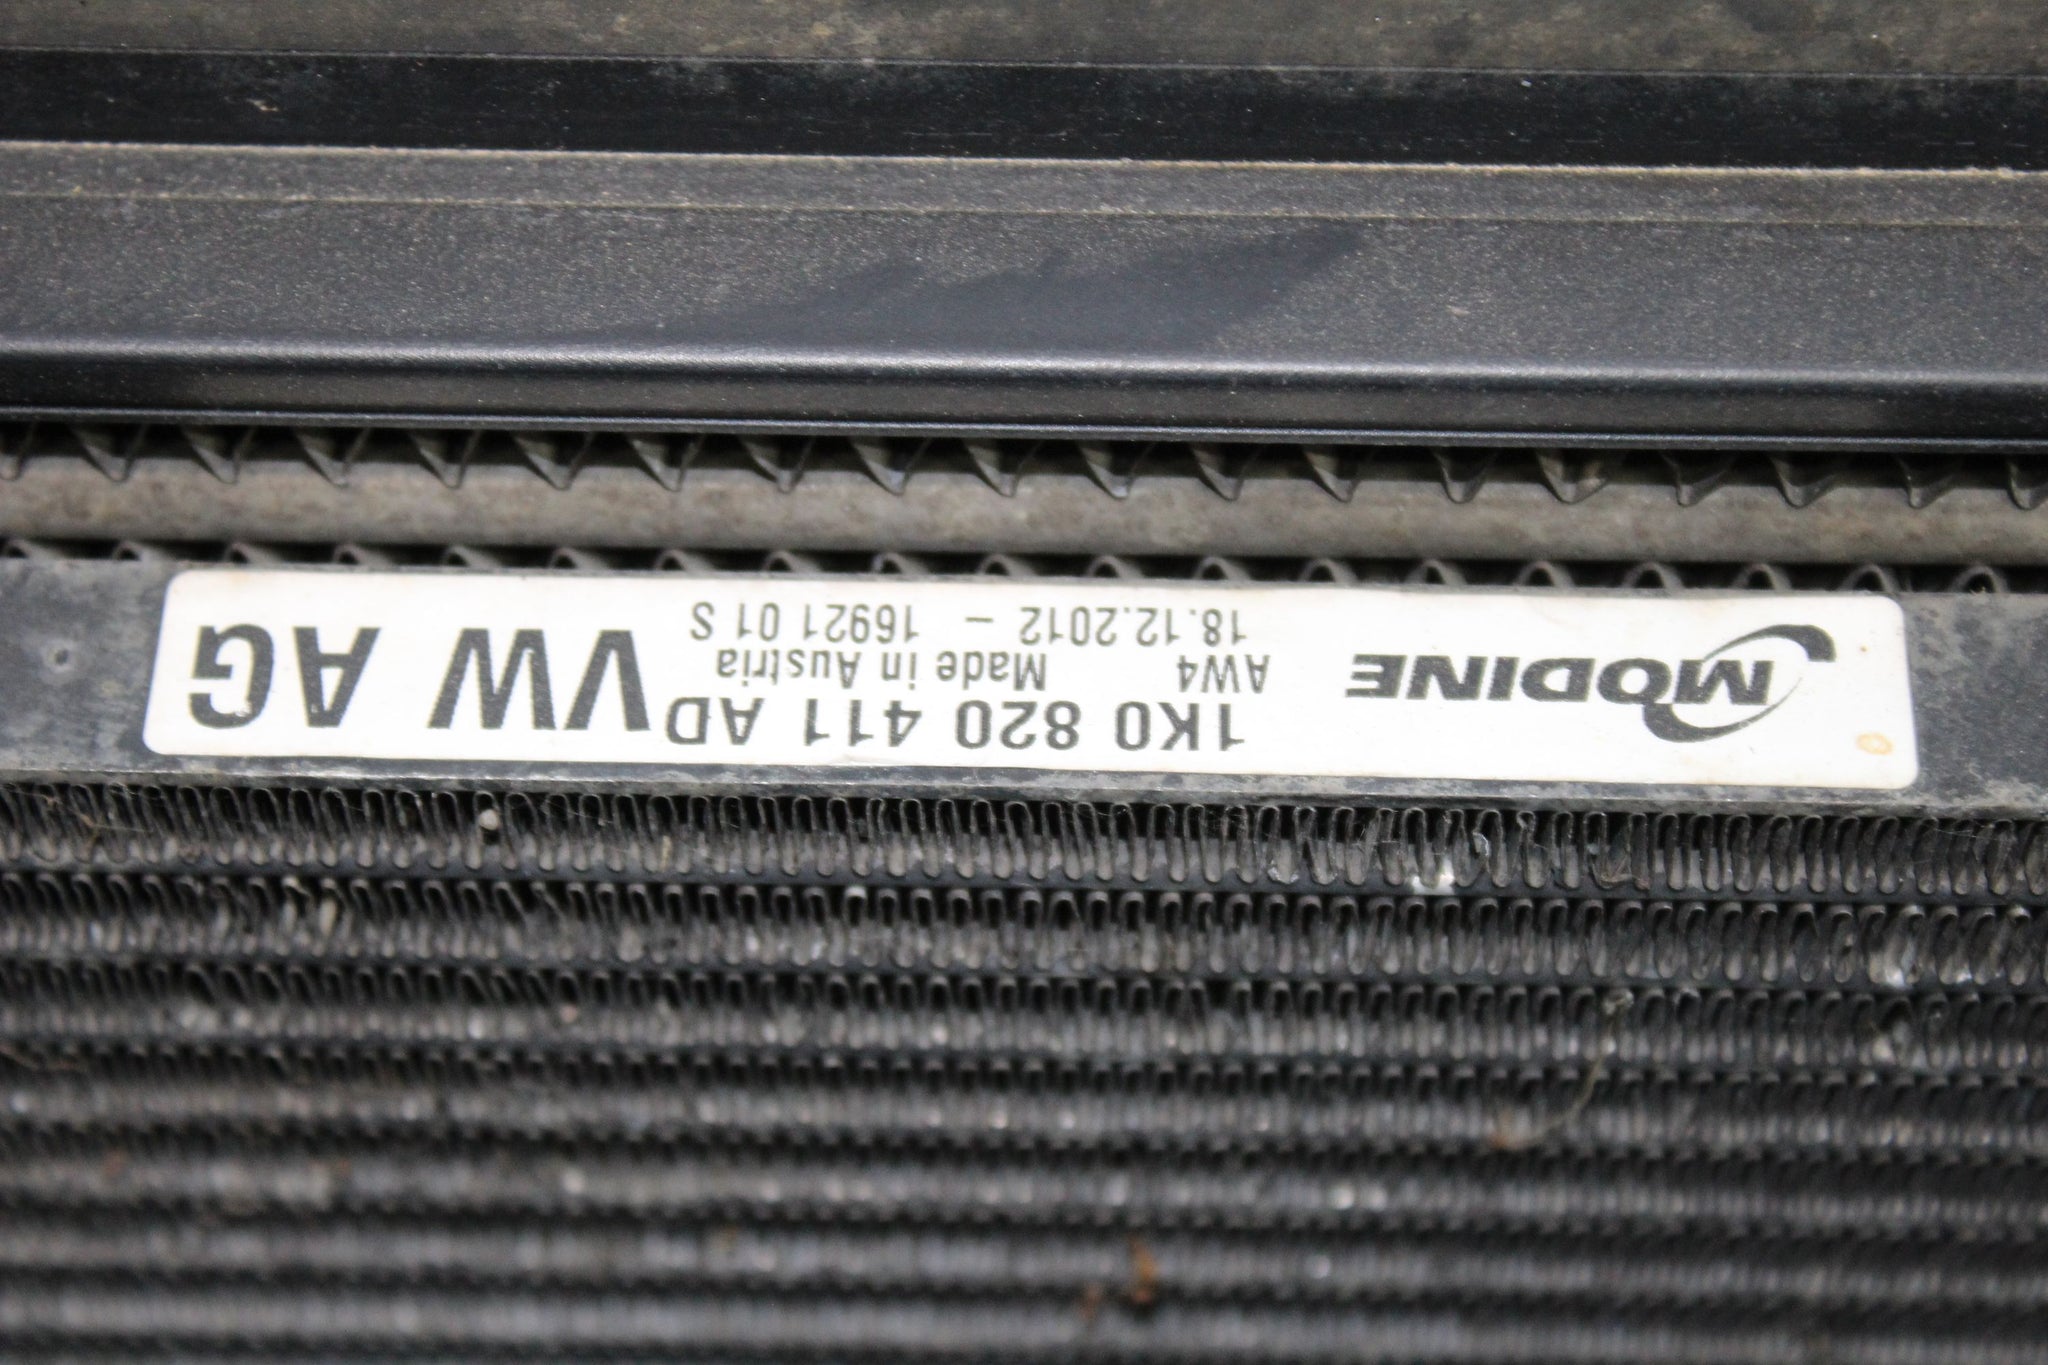 MODINE
1K0 820 411 AD
AW4 Made in Austria
18.12.2012 - 16921 01 S
VW AG